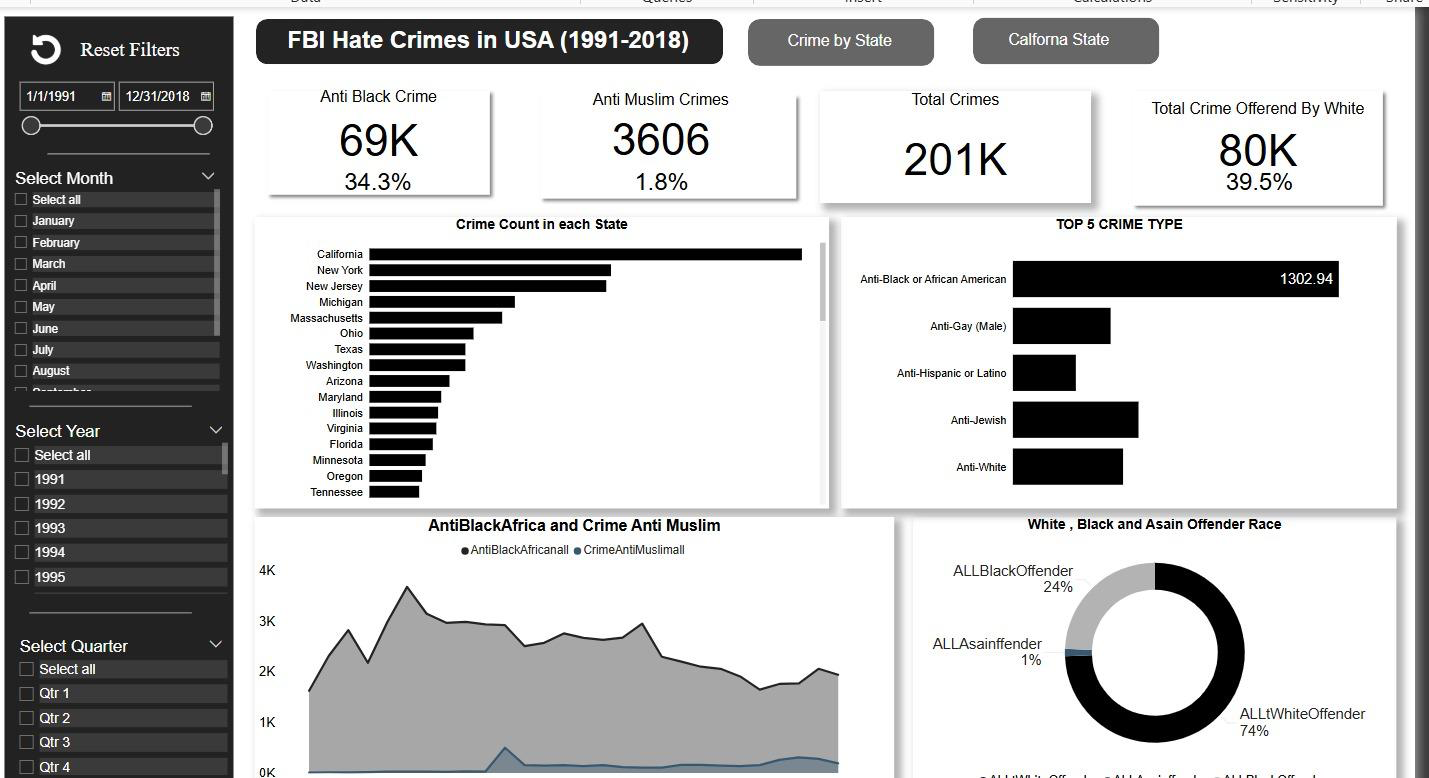 Data Queries Insert Calculations Sensitivity Share
Reset Filters
1/1/1991 12/31/2018
Select Month
Select all
January
February
March
April
May
June
July
August
September
Select Year
Select all
1991
1992
1993
1994
1995
Select Quarter
Select all
Qtr 1
Qtr 2
Qtr 3
Qtr 4
FBI Hate Crimes in USA (1991-2018)
Crime by State
Calforna State
Anti Black Crime
69K
34.3%
Anti Muslim Crimes
3606
1.8%
Total Crimes
201K
Total Crime Offerend By White
80K
39.5%
Crime Count in each State
California
New York
New Jersey
Michigan
Massachusetts
Ohio
Texas
Washington
Arizona
Maryland
Illinois
Virginia
Florida
Minnesota
Oregon
Tennessee
TOP 5 CRIME TYPE
Anti-Black or African American 1302.94
Anti-Gay (Male)
Anti-Hispanic or Latino
Anti-Jewish
Anti-White
AntiBlackAfrica and Crime Anti Muslim
AntiBlackAfricanall CrimeAntiMuslimall
4K
3K
2K
1K
0K
White , Black and Asain Offender Race
ALLBlackOffender
24%
ALLAsainffender
1%
ALLtWhiteOffender
74%